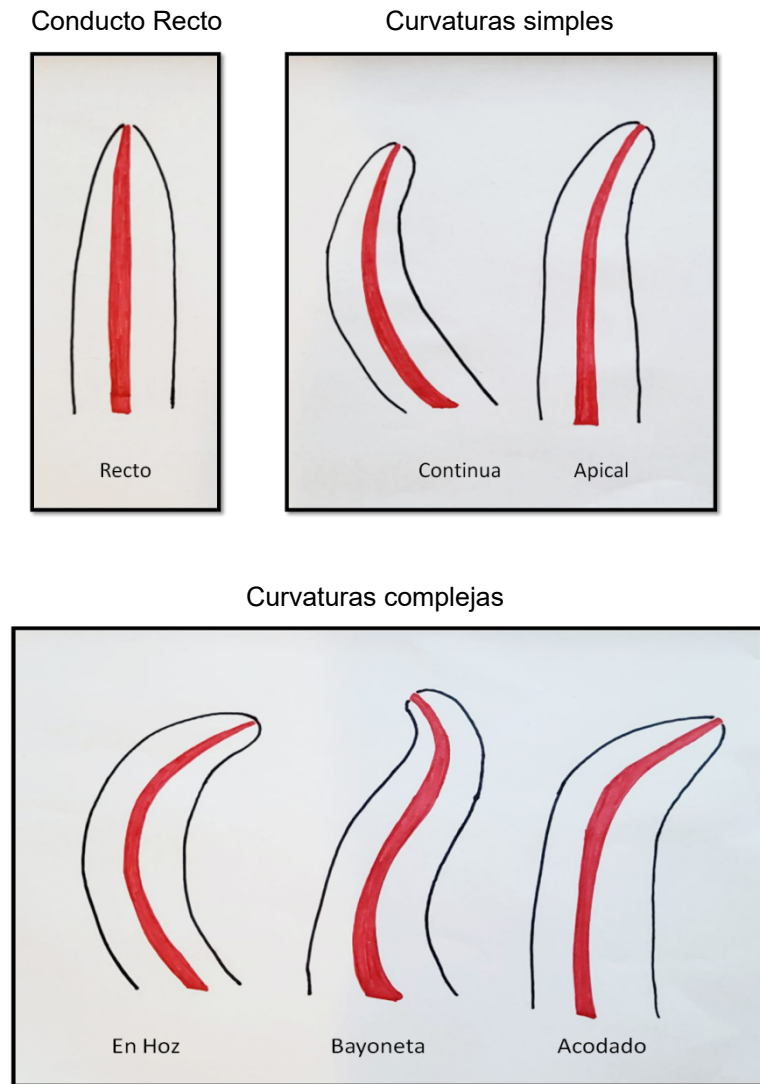 Conducto Recto
Curvaturas simples
Recto
Continua
Apical
Curvaturas complejas
En Hoz
Bayoneta
Acodado